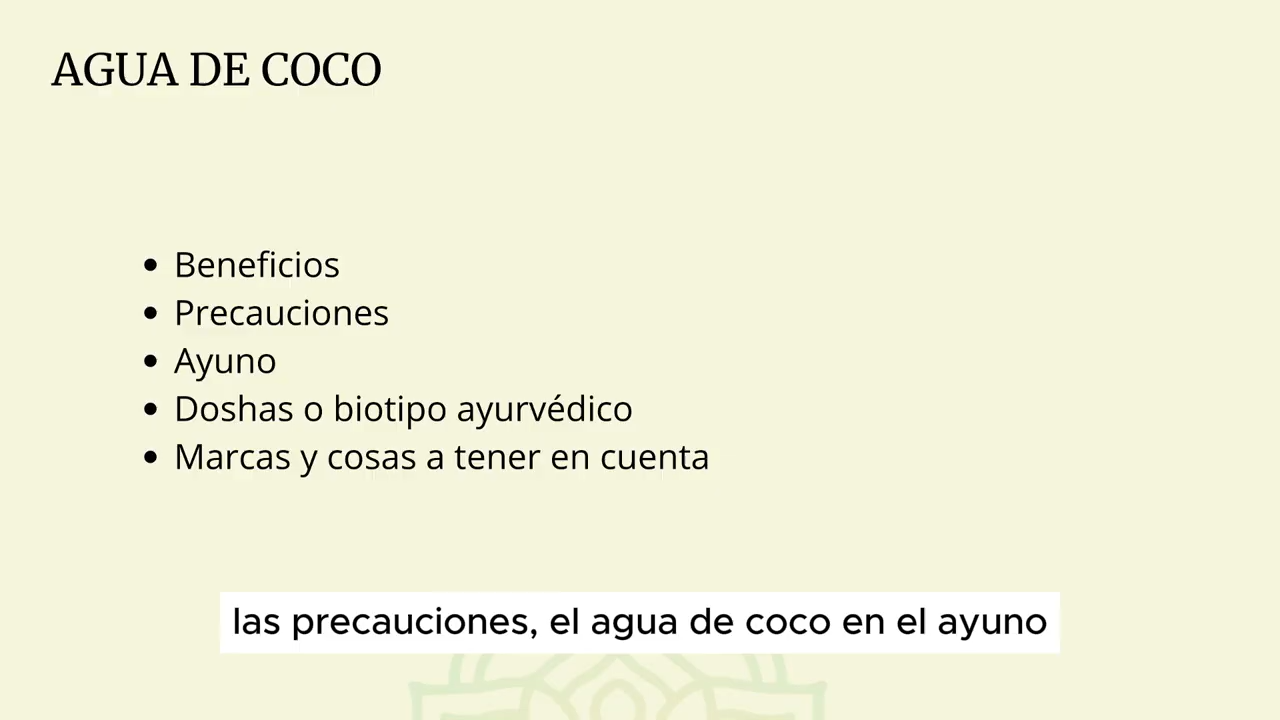 AGUA DE COCO
• Beneficios
• Precauciones
• Ayuno
• Doshas o biotipo ayurvédico
• Marcas y cosas a tener en cuenta
las precauciones, el agua de coco en el ayuno